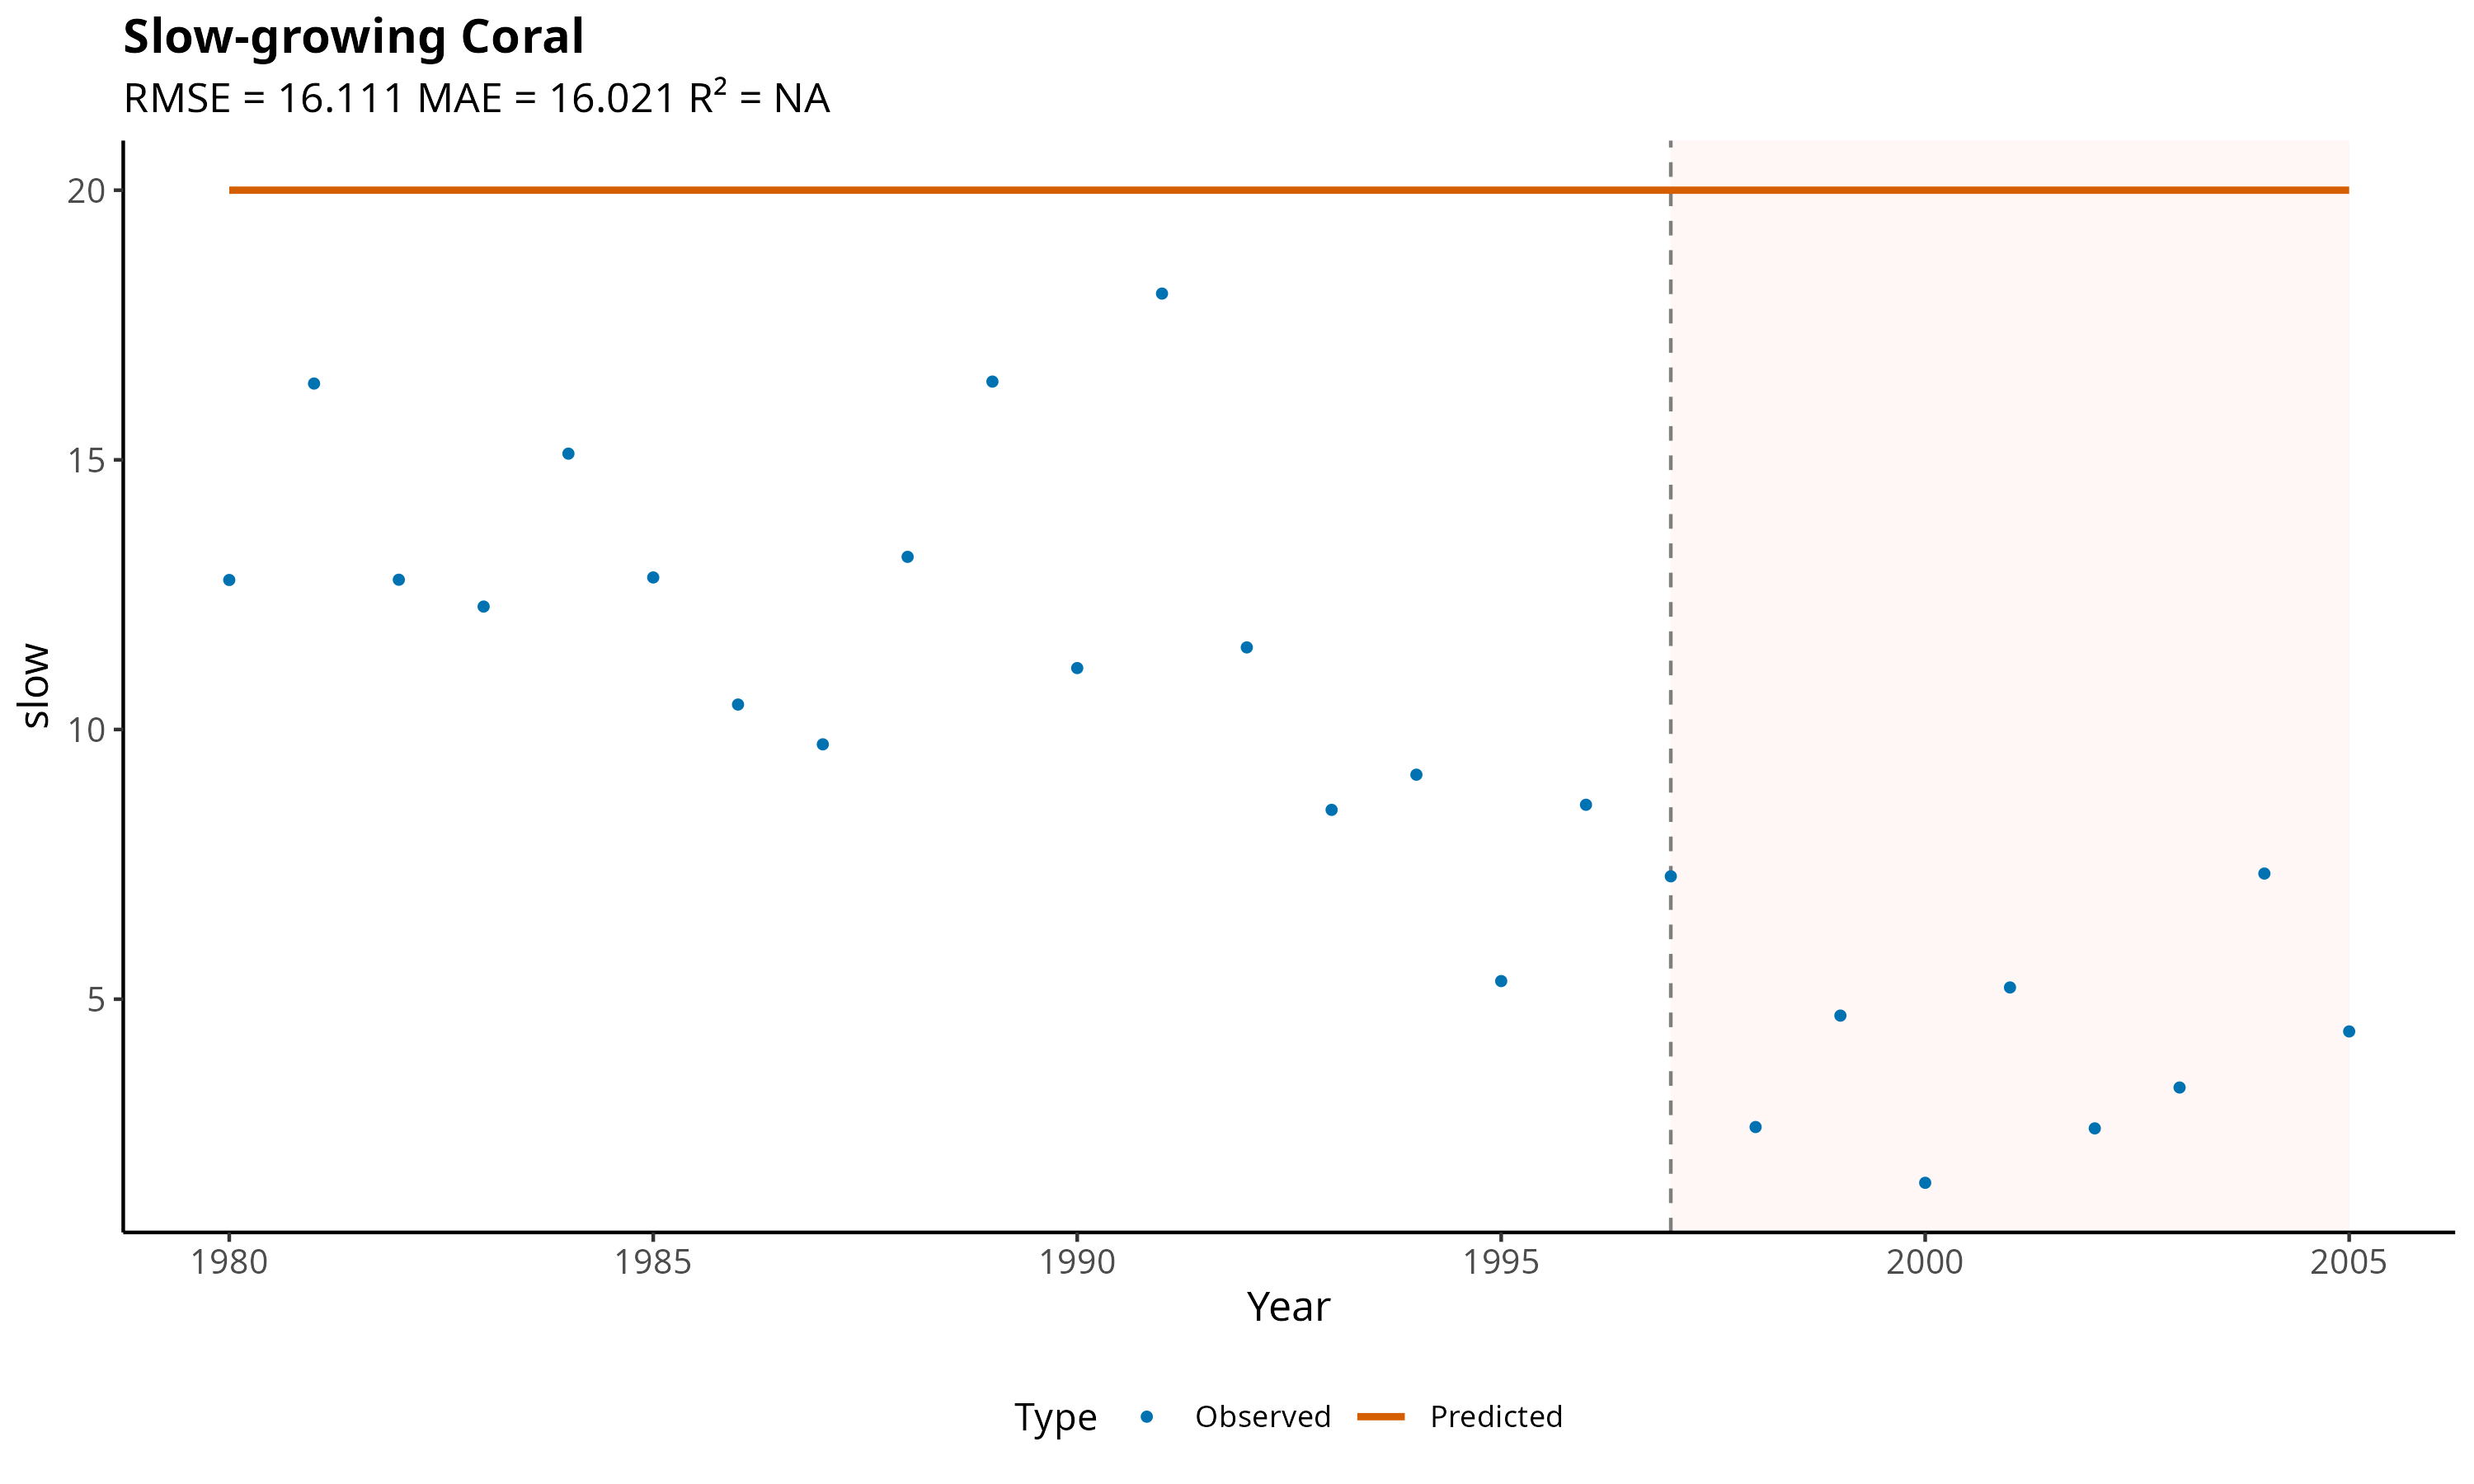 Slow-growing Coral
RMSE = 16.111 MAE = 16.021 R² = NA
20
15
10
5
slow
1980 1985 1990 1995 2000 2005
Year
Type Observed Predicted